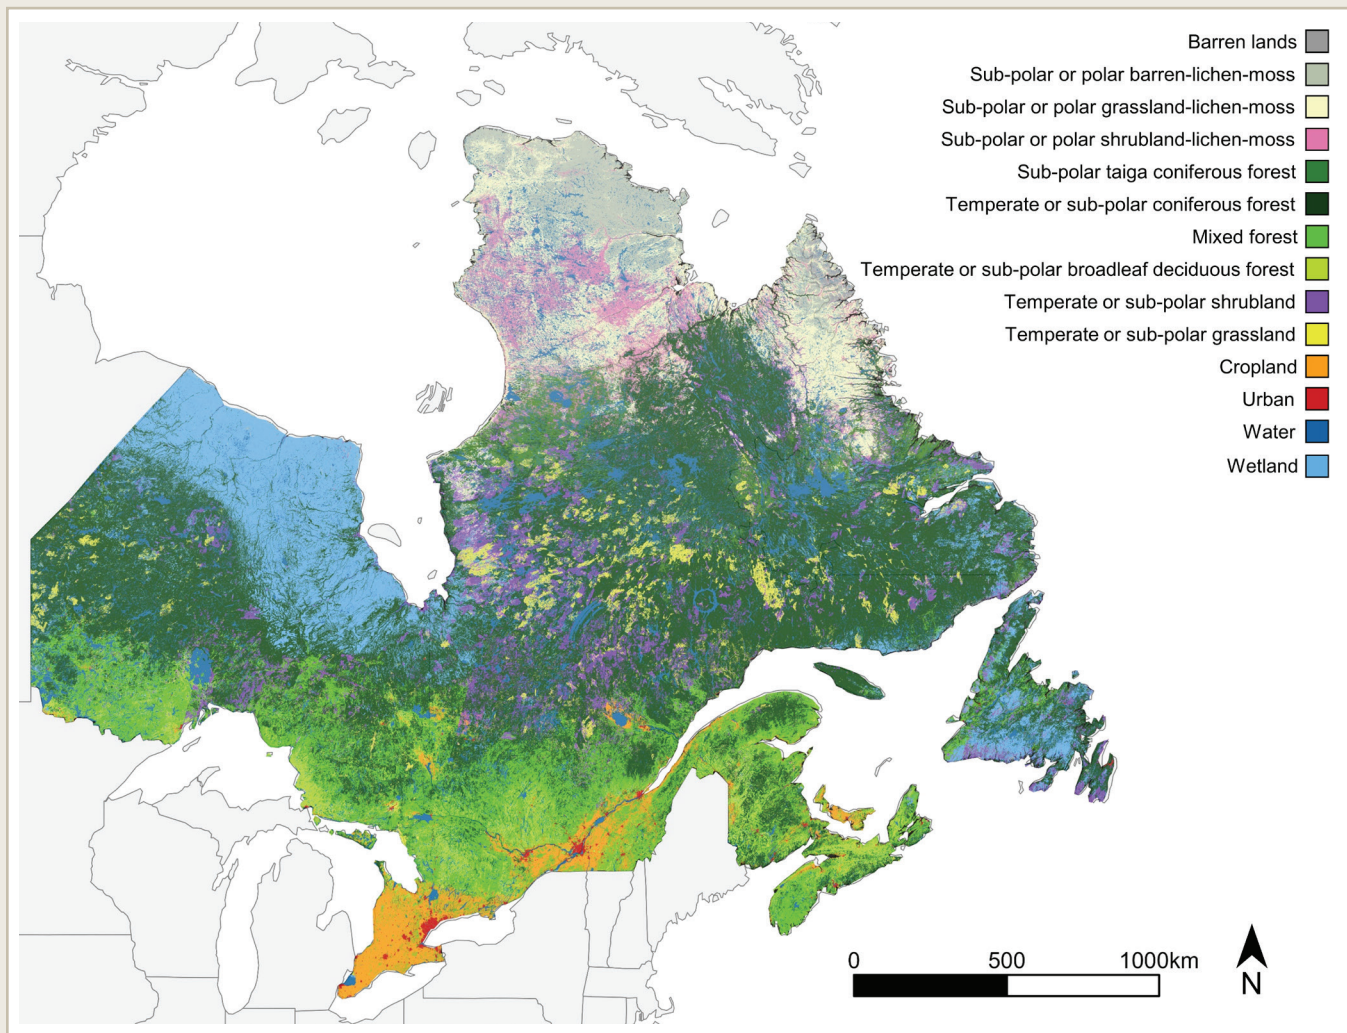 Barren lands
Sub-polar or polar barren-lichen-moss
Sub-polar or polar grassland-lichen-moss
Sub-polar or polar shrubland-lichen-moss
Sub-polar taiga coniferous forest
Temperate or sub-polar coniferous forest
Mixed forest
Temperate or sub-polar broadleaf deciduous forest
Temperate or sub-polar shrubland
Temperate or sub-polar grassland
Cropland
Urban
Water
Wetland
0 500 1000km
N